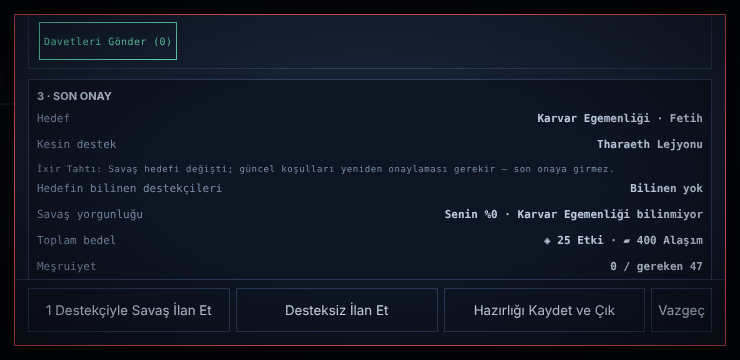 Davetleri Gönder (0)
3 · SON ONAY
Hedef
Karvar Egemenliği · Fetih
Kesin destek
Tharaeth Lejyonu
İxir Tahtı: Savaş hedefi değişti; güncel koşulları yeniden onaylaması gerekir — son onaya girmez.
Hedefin bilinen destekçileri
Bilinen yok
Savaş yorgunluğu
Senin %0 · Karvar Egemenliği bilinmiyor
Toplam bedel
◈ 25 Etki · ▰ 400 Alaşım
Meşruiyet
0 / gereken 47
1 Destekçiyle Savaş İlan Et
Desteksiz İlan Et
Hazırlığı Kaydet ve Çık
Vazgeç